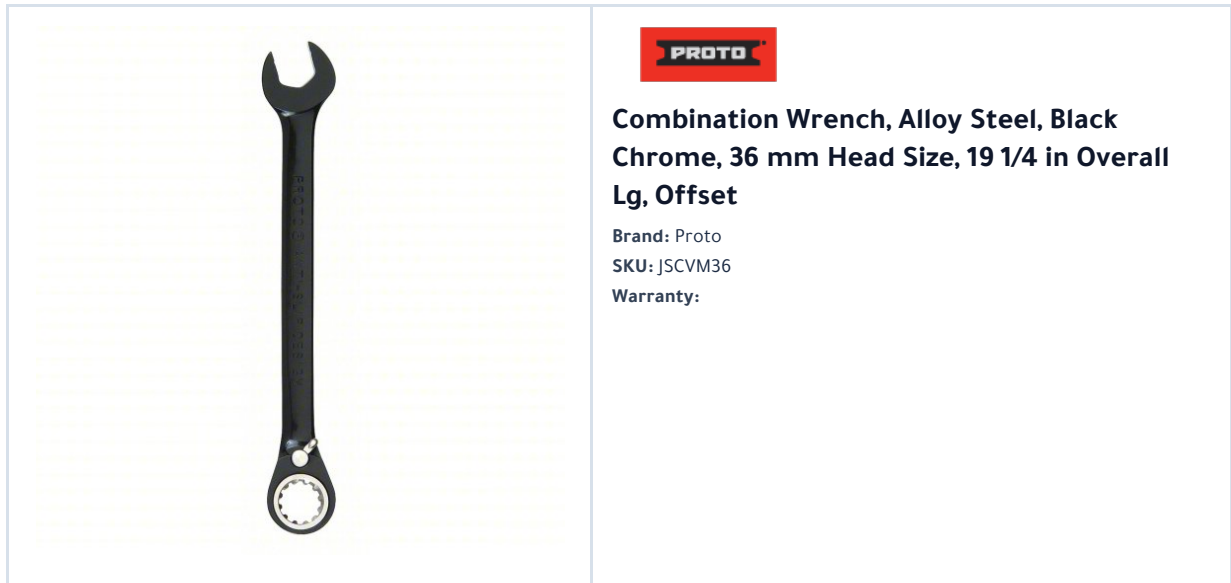 PROTO
Combination Wrench, Alloy Steel, Black
Chrome, 36 mm Head Size, 19 1/4 in Overall
Lg, Offset
Brand: Proto
SKU: JSCVM36
Warranty: